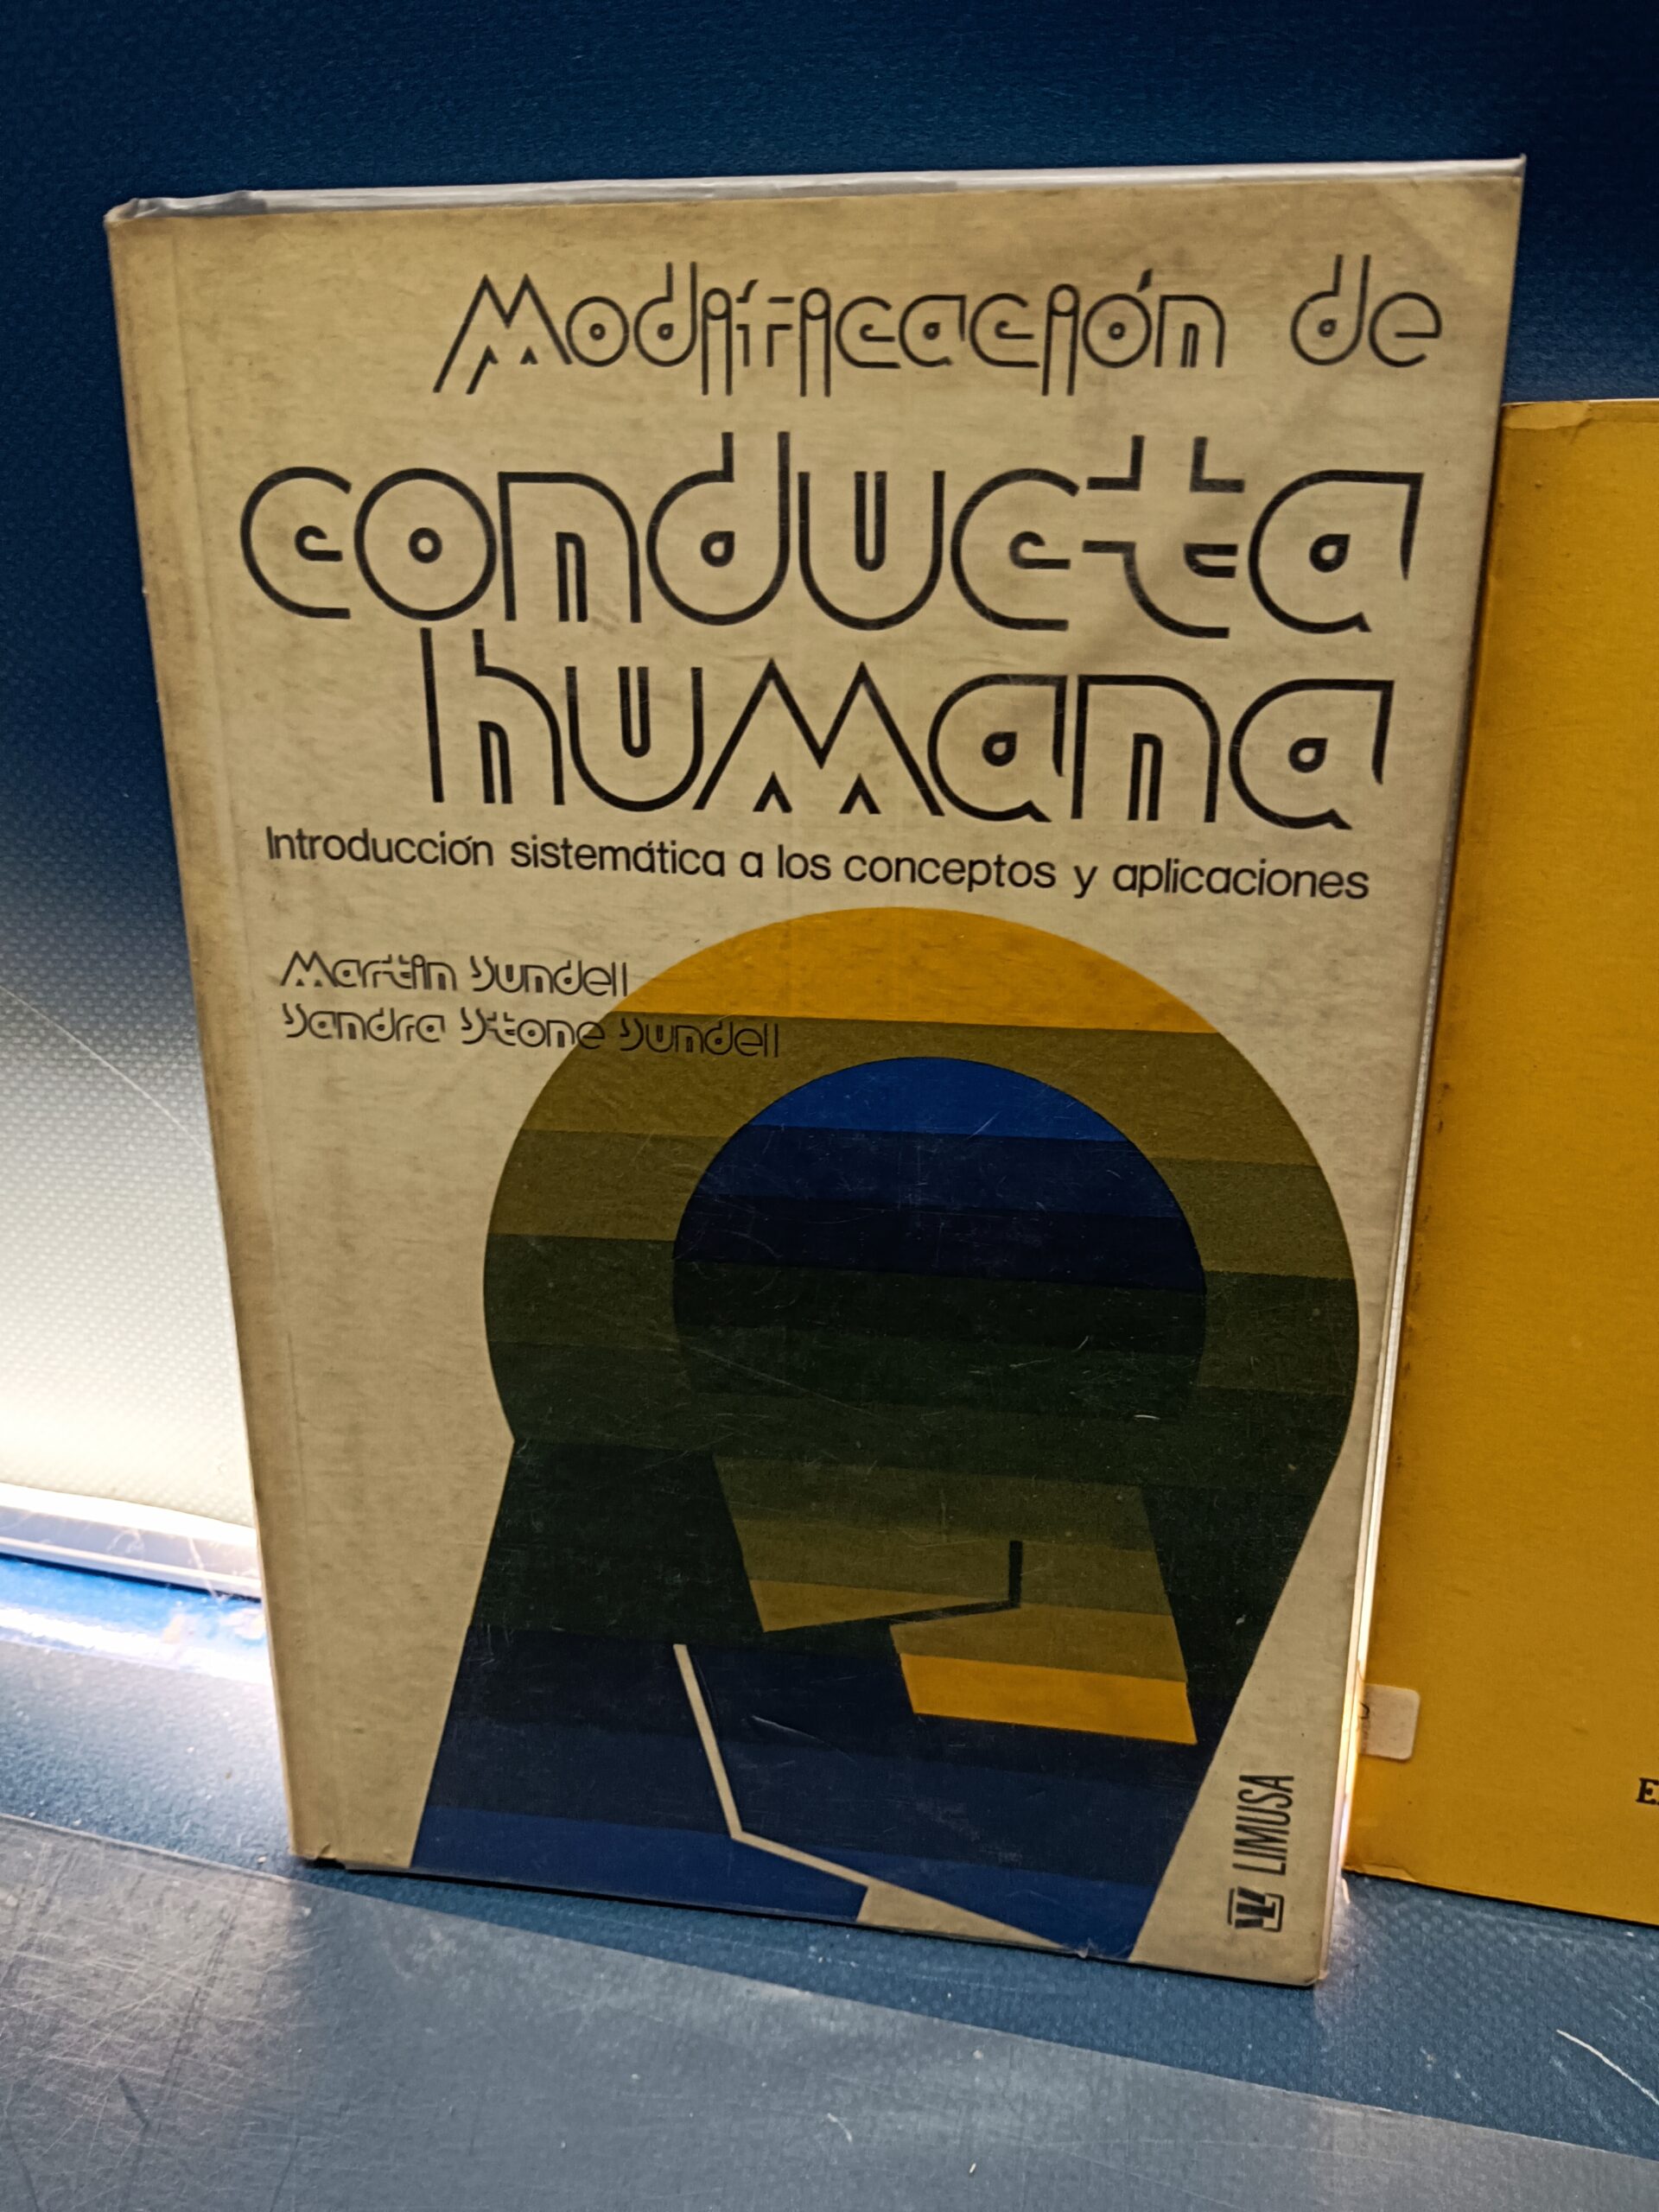 Modificación de
conducta
humana
Introducción sistemática a los conceptos y aplicaciones
Martin Sundell
Sandra Stone Sundell
LIMUSA